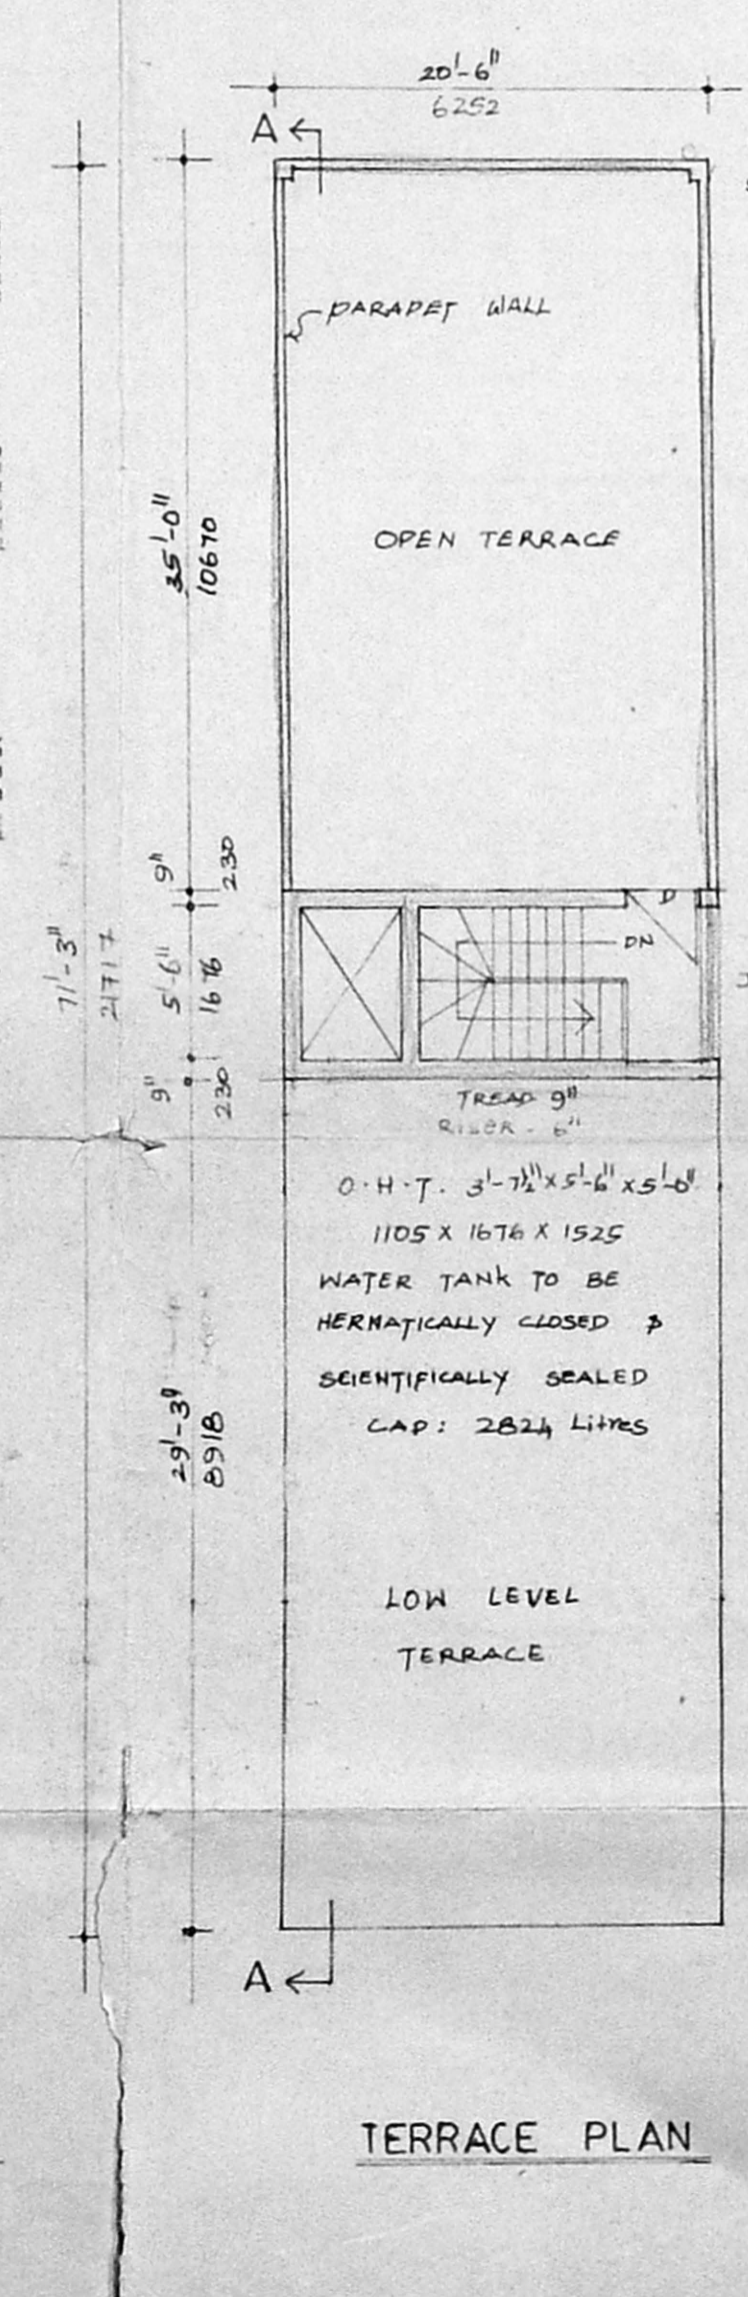 20'-6"
6252
A
PARAPET WALL
35'-0"
10670
OPEN TERRACE
9"
230
D
DN
71'-3"
21717
5'-6"
1676
9"
230
TREAD 9"
RISER - 6"
O.H.T. 3'-7½" x 5'-6" x 5'-0"
1105 X 1676 X 1525
WATER TANK TO BE
HERMATICALLY CLOSED &
SCIENTIFICALLY SEALED
CAP: 2824 Litres
29'-3"
8918
LOW LEVEL
TERRACE
A
TERRACE PLAN